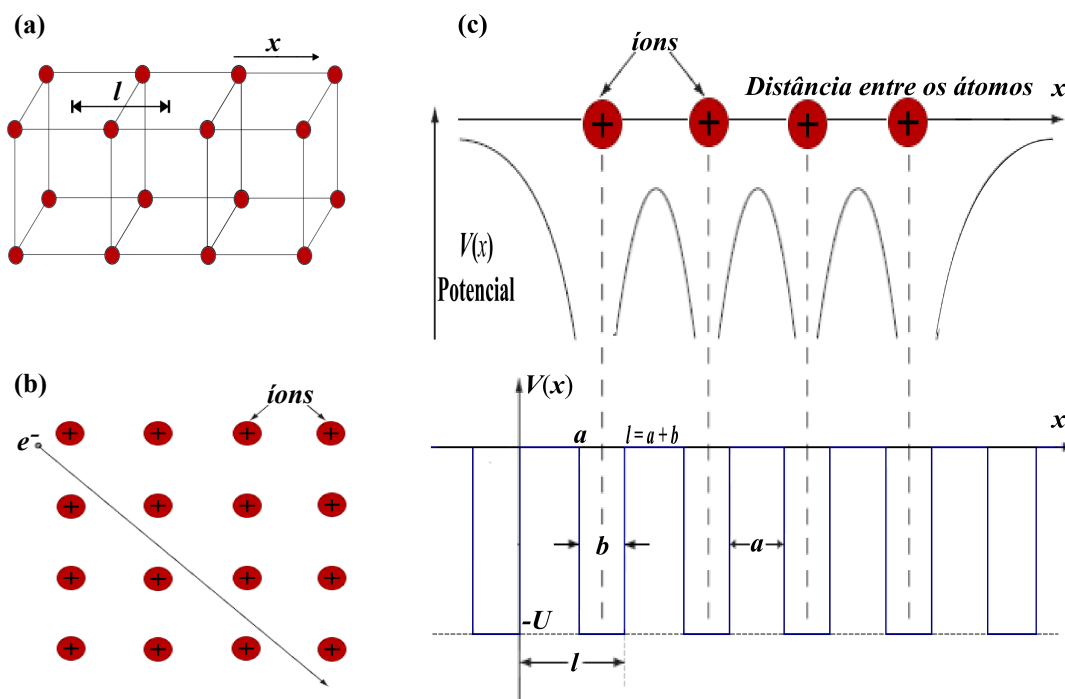 (a)
x
l
(b)
íons
e-
+ + + +
+ + + +
+ + + +
+ + + +
(c)
íons
Distância entre os átomos x
+ + + +
V(x)
Potencial
V(x)
x
a l = a + b
b a
-U
l